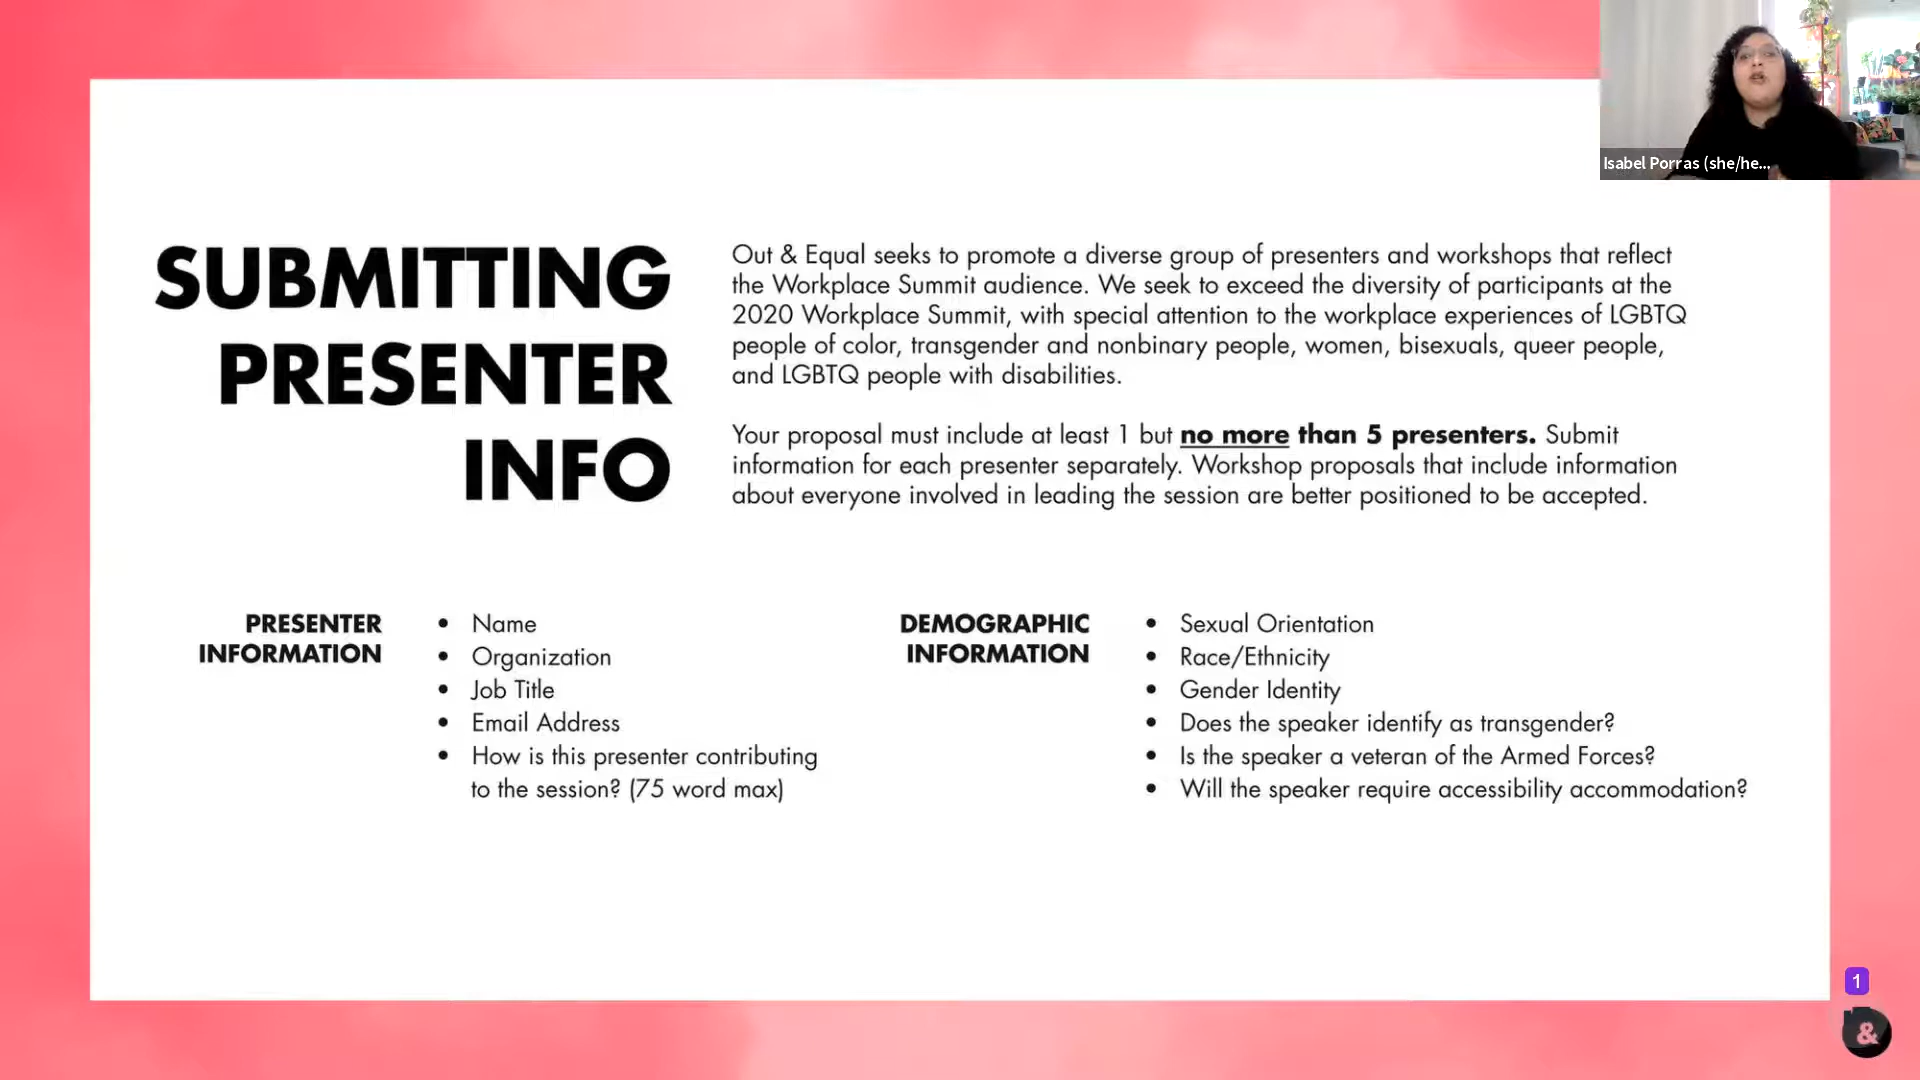 Isabel Porras (she/he...
SUBMITTING
PRESENTER
INFO
Out & Equal seeks to promote a diverse group of presenters and workshops that reflect
the Workplace Summit audience. We seek to exceed the diversity of participants at the
2020 Workplace Summit, with special attention to the workplace experiences of LGBTQ
people of color, transgender and nonbinary people, women, bisexuals, queer people,
and LGBTQ people with disabilities.
Your proposal must include at least 1 but no more than 5 presenters. Submit
information for each presenter separately. Workshop proposals that include information
about everyone involved in leading the session are better positioned to be accepted.
PRESENTER
INFORMATION
• Name
• Organization
• Job Title
• Email Address
• How is this presenter contributing
to the session? (75 word max)
DEMOGRAPHIC
INFORMATION
• Sexual Orientation
• Race/Ethnicity
• Gender Identity
• Does the speaker identify as transgender?
• Is the speaker a veteran of the Armed Forces?
• Will the speaker require accessibility accommodation?
1
&